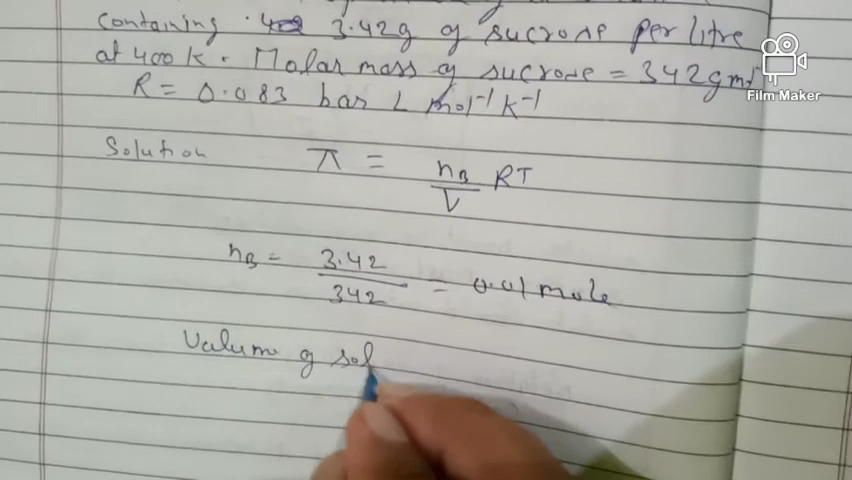 containing 3.42g of sucrose per litre
at 400 K. Molar mass of sucrose = 342 g mol
R = 0.083 bar L mol⁻¹ K⁻¹
Film Maker
Solution π = nB/V RT
nB = 3.42/342 = 0.01 mole
Volume of sol